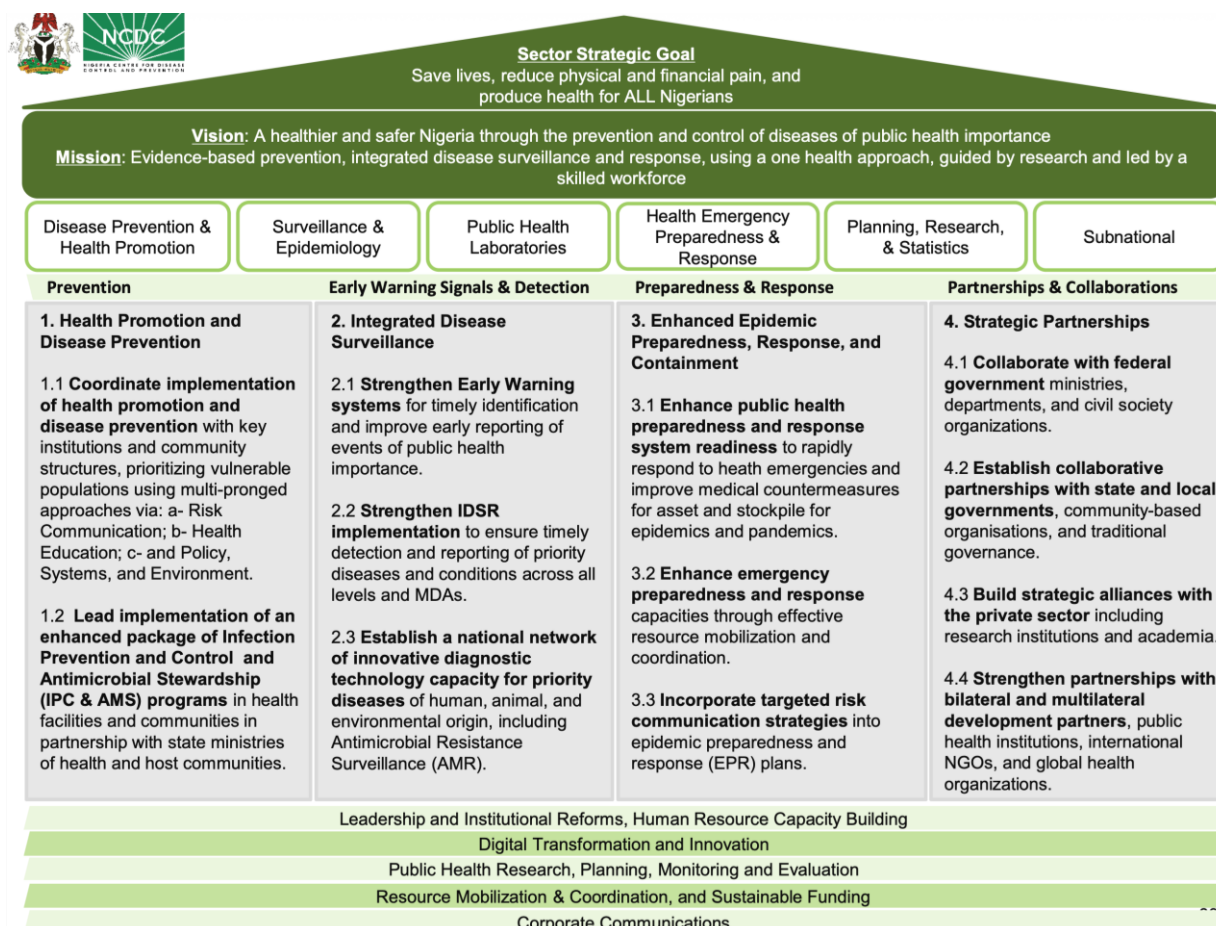 NCDC
NIGERIA CENTRE FOR DISEASE
CONTROL AND PREVENTION
Sector Strategic Goal
Save lives, reduce physical and financial pain, and
produce health for ALL Nigerians
Vision: A healthier and safer Nigeria through the prevention and control of diseases of public health importance
Mission: Evidence-based prevention, integrated disease surveillance and response, using a one health approach, guided by research and led by a
skilled workforce
Disease Prevention &
Health Promotion
Surveillance &
Epidemiology
Public Health
Laboratories
Health Emergency
Preparedness &
Response
Planning, Research,
& Statistics
Subnational
Prevention
Early Warning Signals & Detection
Preparedness & Response
Partnerships & Collaborations
1. Health Promotion and
Disease Prevention
1.1 Coordinate implementation
of health promotion and
disease prevention with key
institutions and community
structures, prioritizing vulnerable
populations using multi-pronged
approaches via: a- Risk
Communication; b- Health
Education; c- and Policy,
Systems, and Environment.
1.2 Lead implementation of an
enhanced package of Infection
Prevention and Control and
Antimicrobial Stewardship
(IPC & AMS) programs in health
facilities and communities in
partnership with state ministries
of health and host communities.
2. Integrated Disease
Surveillance
2.1 Strengthen Early Warning
systems for timely identification
and improve early reporting of
events of public health
importance.
2.2 Strengthen IDSR
implementation to ensure timely
detection and reporting of priority
diseases and conditions across all
levels and MDAs.
2.3 Establish a national network
of innovative diagnostic
technology capacity for priority
diseases of human, animal, and
environmental origin, including
Antimicrobial Resistance
Surveillance (AMR).
3. Enhanced Epidemic
Preparedness, Response, and
Containment
3.1 Enhance public health
preparedness and response
system readiness to rapidly
respond to heath emergencies and
improve medical countermeasures
for asset and stockpile for
epidemics and pandemics.
3.2 Enhance emergency
preparedness and response
capacities through effective
resource mobilization and
coordination.
3.3 Incorporate targeted risk
communication strategies into
epidemic preparedness and
response (EPR) plans.
4. Strategic Partnerships
4.1 Collaborate with federal
government ministries,
departments, and civil society
organizations.
4.2 Establish collaborative
partnerships with state and local
governments, community-based
organisations, and traditional
governance.
4.3 Build strategic alliances with
the private sector including
research institutions and academia.
4.4 Strengthen partnerships with
bilateral and multilateral
development partners, public
health institutions, international
NGOs, and global health
organizations.
Leadership and Institutional Reforms, Human Resource Capacity Building
Digital Transformation and Innovation
Public Health Research, Planning, Monitoring and Evaluation
Resource Mobilization & Coordination, and Sustainable Funding
Corporate Communications